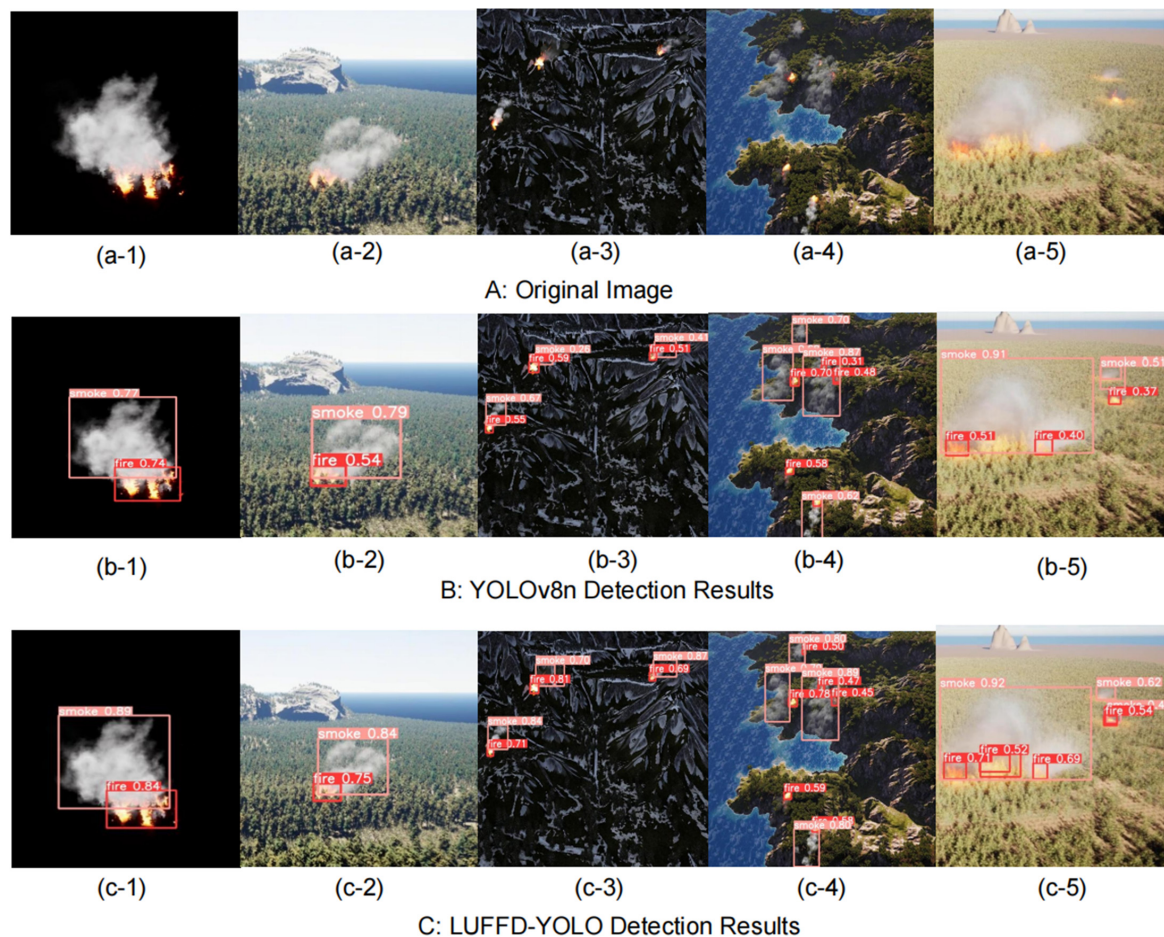 (a-1) (a-2) (a-3) (a-4) (a-5)
A: Original Image
smoke 0.77
fire 0.74
smoke 0.79
fire 0.54
smoke 0.26
fire 0.59
smoke 0.41
fire 0.51
smoke 0.67
fire 0.55
smoke 0.70
smoke
smoke 0.87
fire 0.31
fire 0.70
fire 0.48
fire 0.58
smoke 0.62
smoke 0.91
smoke 0.51
fire 0.37
fire 0.51
fire 0.40
(b-1) (b-2) (b-3) (b-4) (b-5)
B: YOLOv8n Detection Results
smoke 0.89
fire 0.84
smoke 0.84
fire 0.75
smoke 0.70
fire 0.81
smoke 0.87
fire 0.69
smoke 0.84
fire 0.71
smoke 0.80
fire 0.50
smoke
smoke 0.89
fire 0.47
fire 0.78
fire 0.45
fire 0.59
smoke 0.80
smoke 0.92
smoke 0.62
fire 0.54
fire 0.52
fire 0.71
fire 0.69
(c-1) (c-2) (c-3) (c-4) (c-5)
C: LUFFD-YOLO Detection Results